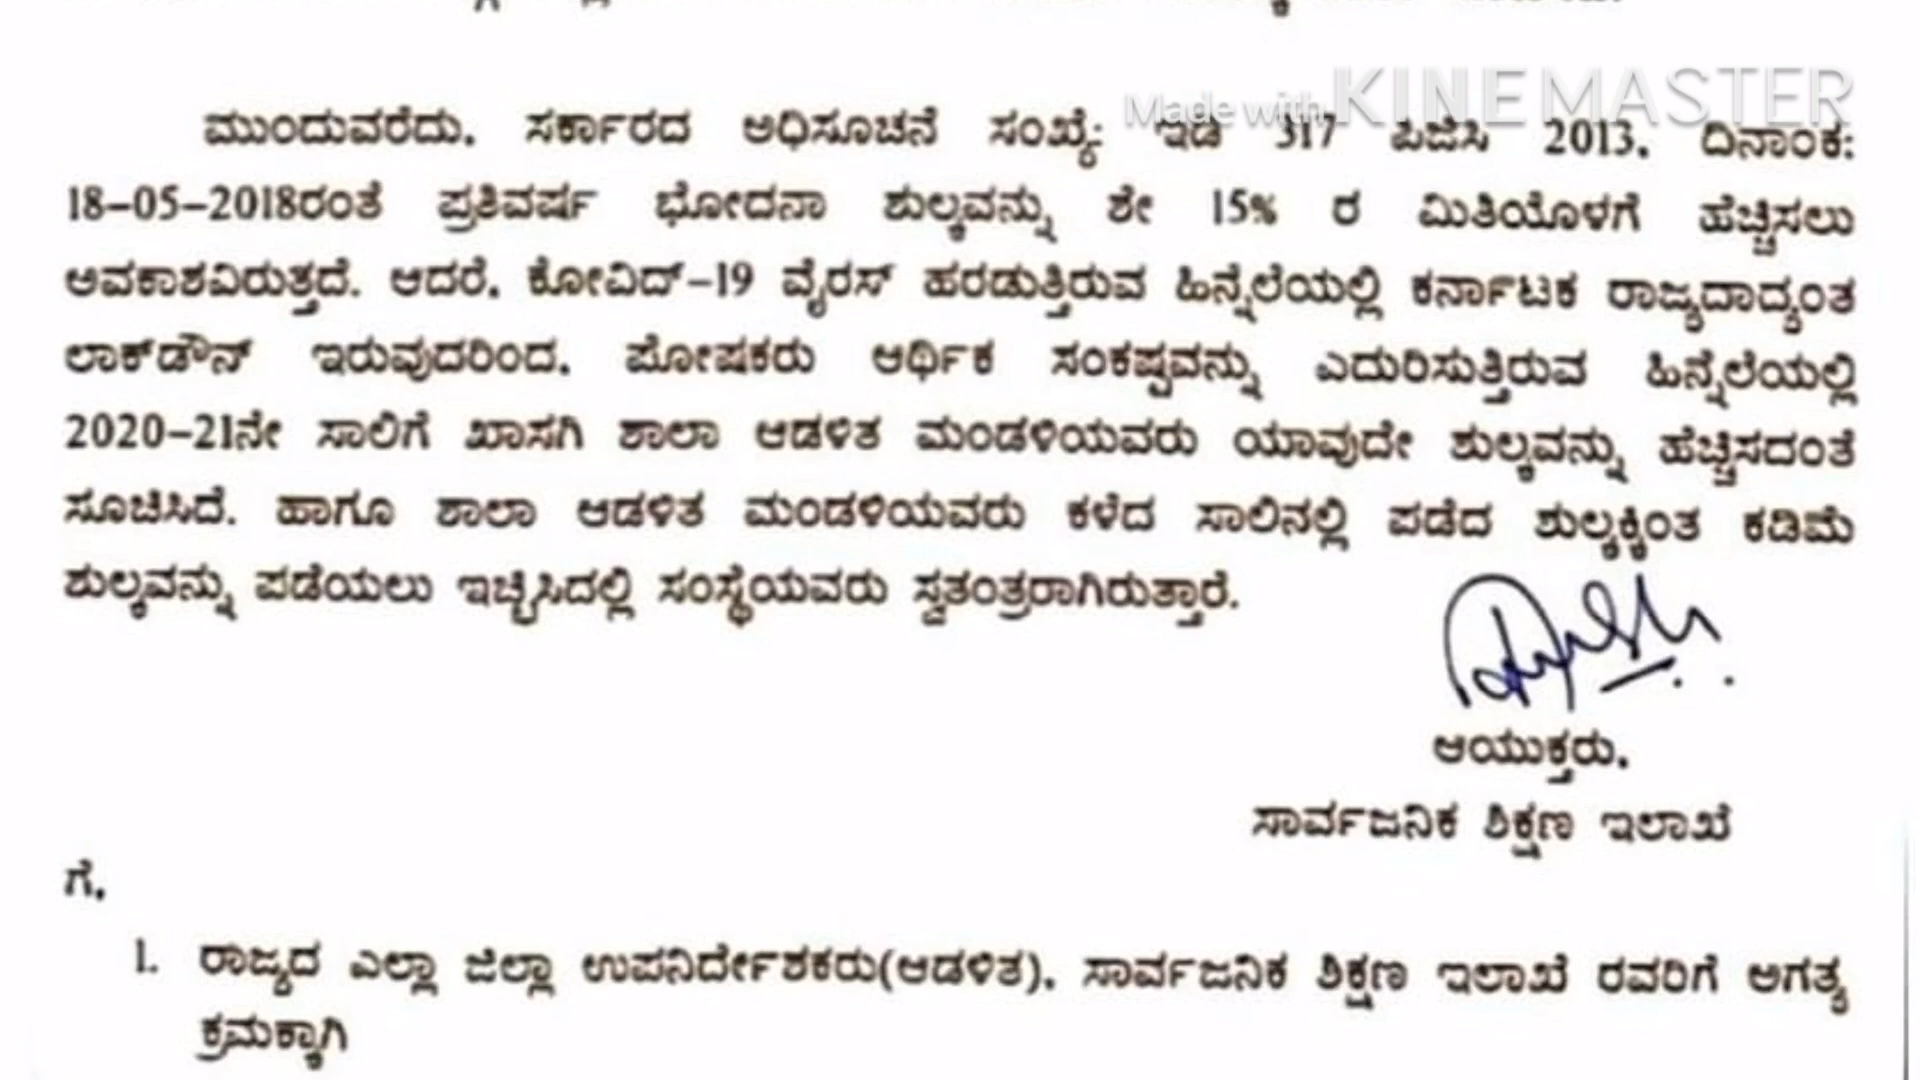 Made with KINEMASTER
ಮುಂದುವರೆದು, ಸರ್ಕಾರದ ಅಧಿಸೂಚನೆ ಸಂಖ್ಯೆ: ಇಡಿ 317 ಪಿಜಿಸಿ 2013, ದಿನಾಂಕ:
18-05-2018ರಂತೆ ಪ್ರತಿವರ್ಷ ಭೋದನಾ ಶುಲ್ಕವನ್ನು ಶೇ 15% ರ ಮಿತಿಯೊಳಗೆ ಹೆಚ್ಚಿಸಲು
ಅವಕಾಶವಿರುತ್ತದೆ. ಆದರೆ, ಕೋವಿದ್-19 ವೈರಸ್ ಹರಡುತ್ತಿರುವ ಹಿನ್ನೆಲೆಯಲ್ಲಿ ಕರ್ನಾಟಕ ರಾಜ್ಯದಾದ್ಯಂತ
ಲಾಕ್‌ಡೌನ್ ಇರುವುದರಿಂದ, ಪೋಷಕರು ಆರ್ಥಿಕ ಸಂಕಷ್ಟವನ್ನು ಎದುರಿಸುತ್ತಿರುವ ಹಿನ್ನೆಲೆಯಲ್ಲಿ
2020-21ನೇ ಸಾಲಿಗೆ ಖಾಸಗಿ ಶಾಲಾ ಆಡಳಿತ ಮಂಡಳಿಯವರು ಯಾವುದೇ ಶುಲ್ಕವನ್ನು ಹೆಚ್ಚಿಸದಂತೆ
ಸೂಚಿಸಿದೆ. ಹಾಗೂ ಶಾಲಾ ಆಡಳಿತ ಮಂಡಳಿಯವರು ಕಳೆದ ಸಾಲಿನಲ್ಲಿ ಪಡೆದ ಶುಲ್ಕಕ್ಕಿಂತ ಕಡಿಮೆ
ಶುಲ್ಕವನ್ನು ಪಡೆಯಲು ಇಚ್ಛಿಸಿದಲ್ಲಿ ಸಂಸ್ಥೆಯವರು ಸ್ವತಂತ್ರರಾಗಿರುತ್ತಾರೆ.
ಆಯುಕ್ತರು,
ಸಾರ್ವಜನಿಕ ಶಿಕ್ಷಣ ಇಲಾಖೆ
ಗೆ,
1. ರಾಜ್ಯದ ಎಲ್ಲಾ ಜಿಲ್ಲಾ ಉಪನಿರ್ದೇಶಕರು(ಆಡಳಿತ), ಸಾರ್ವಜನಿಕ ಶಿಕ್ಷಣ ಇಲಾಖೆ ರವರಿಗೆ ಅಗತ್ಯ
ಕ್ರಮಕ್ಕಾಗಿ